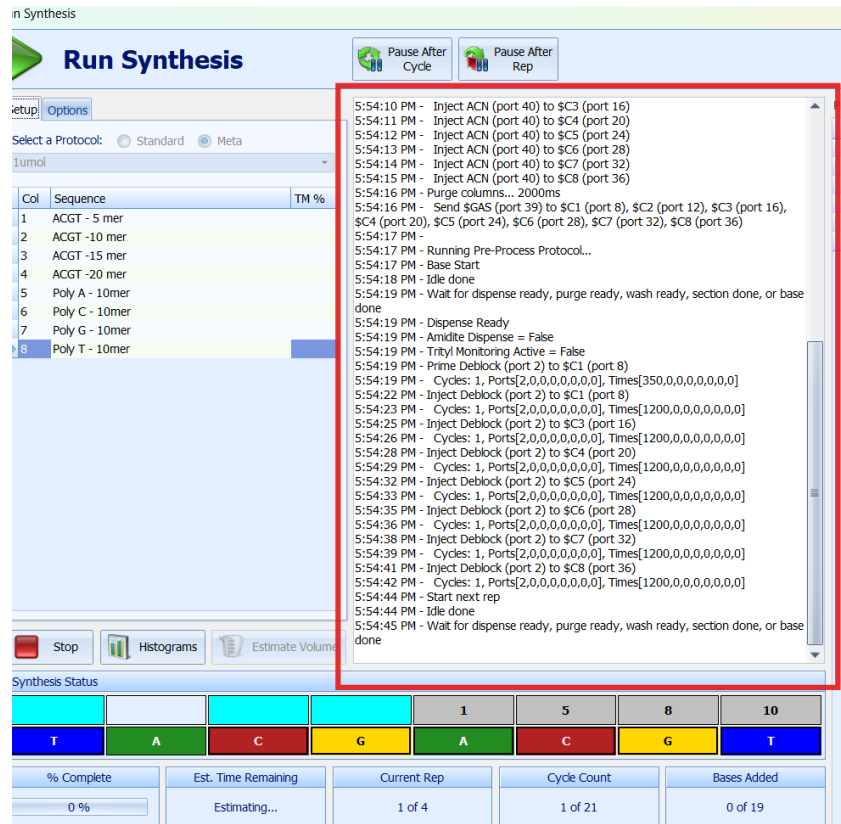 n Synthesis
Run Synthesis
Pause After
Cycle
Pause After
Rep
Setup
Options
Select a Protocol:
Standard
Meta
1umol
Col Sequence TM %
1 ACGT - 5 mer
2 ACGT -10 mer
3 ACGT -15 mer
4 ACGT -20 mer
5 Poly A - 10mer
6 Poly C - 10mer
7 Poly G - 10mer
8 Poly T - 10mer
5:54:10 PM - Inject ACN (port 40) to $C3 (port 16)
5:54:11 PM - Inject ACN (port 40) to $C4 (port 20)
5:54:12 PM - Inject ACN (port 40) to $C5 (port 24)
5:54:13 PM - Inject ACN (port 40) to $C6 (port 28)
5:54:14 PM - Inject ACN (port 40) to $C7 (port 32)
5:54:15 PM - Inject ACN (port 40) to $C8 (port 36)
5:54:16 PM - Purge columns... 2000ms
5:54:16 PM - Send $GAS (port 39) to $C1 (port 8), $C2 (port 12), $C3 (port 16),
$C4 (port 20), $C5 (port 24), $C6 (port 28), $C7 (port 32), $C8 (port 36)
5:54:17 PM -
5:54:17 PM - Running Pre-Process Protocol...
5:54:17 PM - Base Start
5:54:18 PM - Idle done
5:54:19 PM - Wait for dispense ready, purge ready, wash ready, section done, or base
done
5:54:19 PM - Dispense Ready
5:54:19 PM - Amidite Dispense = False
5:54:19 PM - Trityl Monitoring Active = False
5:54:19 PM - Prime Deblock (port 2) to $C1 (port 8)
5:54:19 PM - Cycles: 1, Ports[2,0,0,0,0,0,0,0], Times[350,0,0,0,0,0,0,0]
5:54:22 PM - Inject Deblock (port 2) to $C1 (port 8)
5:54:23 PM - Cycles: 1, Ports[2,0,0,0,0,0,0,0], Times[1200,0,0,0,0,0,0,0]
5:54:25 PM - Inject Deblock (port 2) to $C3 (port 16)
5:54:26 PM - Cycles: 1, Ports[2,0,0,0,0,0,0,0], Times[1200,0,0,0,0,0,0,0]
5:54:28 PM - Inject Deblock (port 2) to $C4 (port 20)
5:54:29 PM - Cycles: 1, Ports[2,0,0,0,0,0,0,0], Times[1200,0,0,0,0,0,0,0]
5:54:32 PM - Inject Deblock (port 2) to $C5 (port 24)
5:54:33 PM - Cycles: 1, Ports[2,0,0,0,0,0,0,0], Times[1200,0,0,0,0,0,0,0]
5:54:35 PM - Inject Deblock (port 2) to $C6 (port 28)
5:54:36 PM - Cycles: 1, Ports[2,0,0,0,0,0,0,0], Times[1200,0,0,0,0,0,0,0]
5:54:38 PM - Inject Deblock (port 2) to $C7 (port 32)
5:54:39 PM - Cycles: 1, Ports[2,0,0,0,0,0,0,0], Times[1200,0,0,0,0,0,0,0]
5:54:41 PM - Inject Deblock (port 2) to $C8 (port 36)
5:54:42 PM - Cycles: 1, Ports[2,0,0,0,0,0,0,0], Times[1200,0,0,0,0,0,0,0]
5:54:44 PM - Start next rep
5:54:44 PM - Idle done
5:54:45 PM - Wait for dispense ready, purge ready, wash ready, section done, or base
done
Stop
Histograms
Estimate Volume
Synthesis Status
1 5 8 10
T A C G A C G T
% Complete
0 %
Est. Time Remaining
Estimating...
Current Rep
1 of 4
Cycle Count
1 of 21
Bases Added
0 of 19